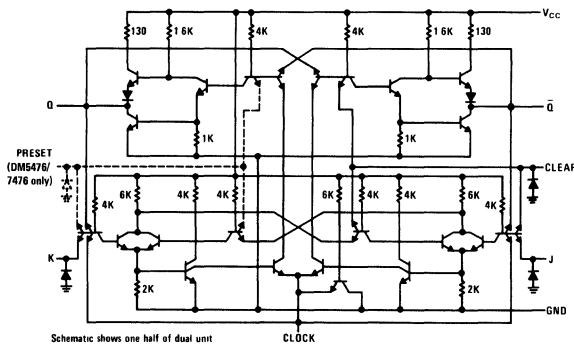 VCC
130
1 6K
4K
4K
1 6K
130
Q
Q̄
1K
1K
PRESET
(DM5476/
7476 only)
CLEAR
4K
6K
4K
4K
6K
4K
4K
6K
4K
K
J
2K
2K
GND
Schematic shows one half of dual unit
CLOCK